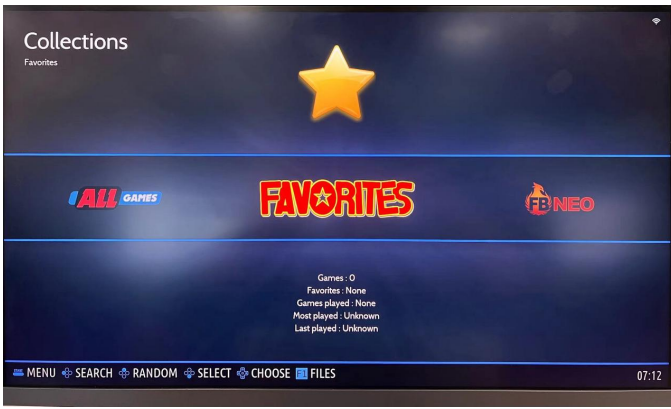 Collections
Favorites
ALL GAMES
FAVORITES
FB NEO
Games : 0
Favorites : None
Games played : None
Most played : Unknown
Last played : Unknown
MENU SEARCH RANDOM SELECT CHOOSE F1 FILES
07:12